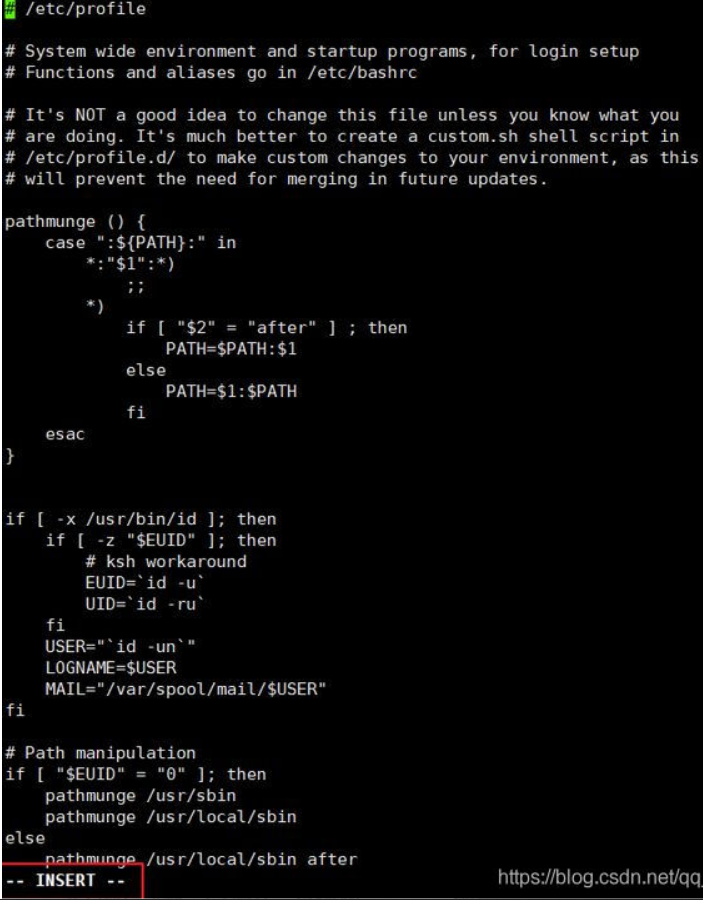 # /etc/profile

# System wide environment and startup programs, for login setup
# Functions and aliases go in /etc/bashrc

# It's NOT a good idea to change this file unless you know what you
# are doing. It's much better to create a custom.sh shell script in
# /etc/profile.d/ to make custom changes to your environment, as this
# will prevent the need for merging in future updates.

pathmunge () {
    case ":${PATH}:" in
        *:"$1":*)
            ;;
        *)
            if [ "$2" = "after" ] ; then
                PATH=$PATH:$1
            else
                PATH=$1:$PATH
            fi
    esac
}


if [ -x /usr/bin/id ]; then
    if [ -z "$EUID" ]; then
        # ksh workaround
        EUID=`id -u`
        UID=`id -ru`
    fi
    USER="`id -un`"
    LOGNAME=$USER
    MAIL="/var/spool/mail/$USER"
fi

# Path manipulation
if [ "$EUID" = "0" ]; then
    pathmunge /usr/sbin
    pathmunge /usr/local/sbin
else
    pathmunge /usr/local/sbin after
-- INSERT --
https://blog.csdn.net/qq_